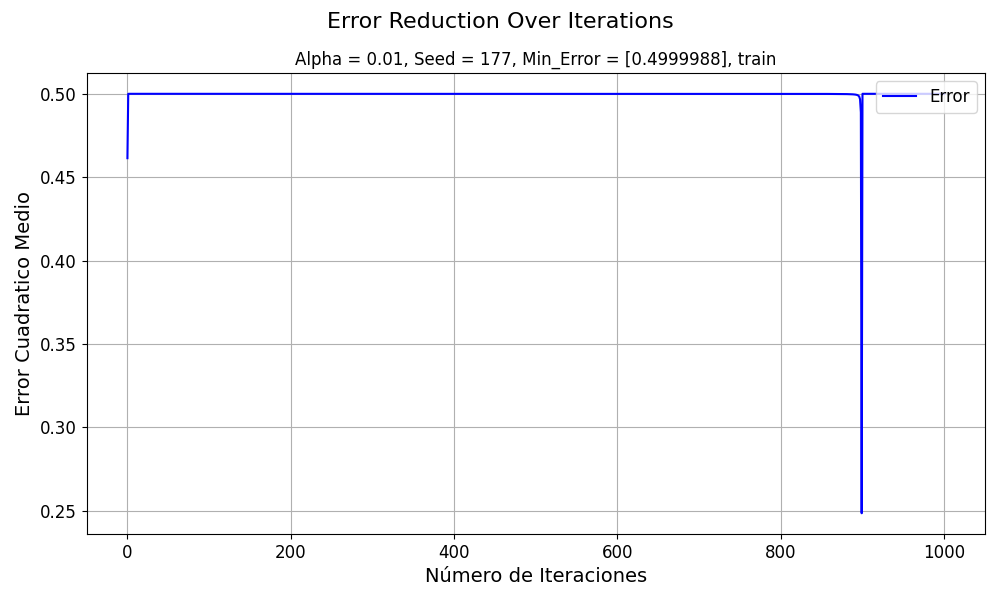 Error Reduction Over Iterations
Alpha = 0.01, Seed = 177, Min_Error = [0.4999988], train
Error
Error Cuadratico Medio
0.50
0.45
0.40
0.35
0.30
0.25
0 200 400 600 800 1000
Número de Iteraciones